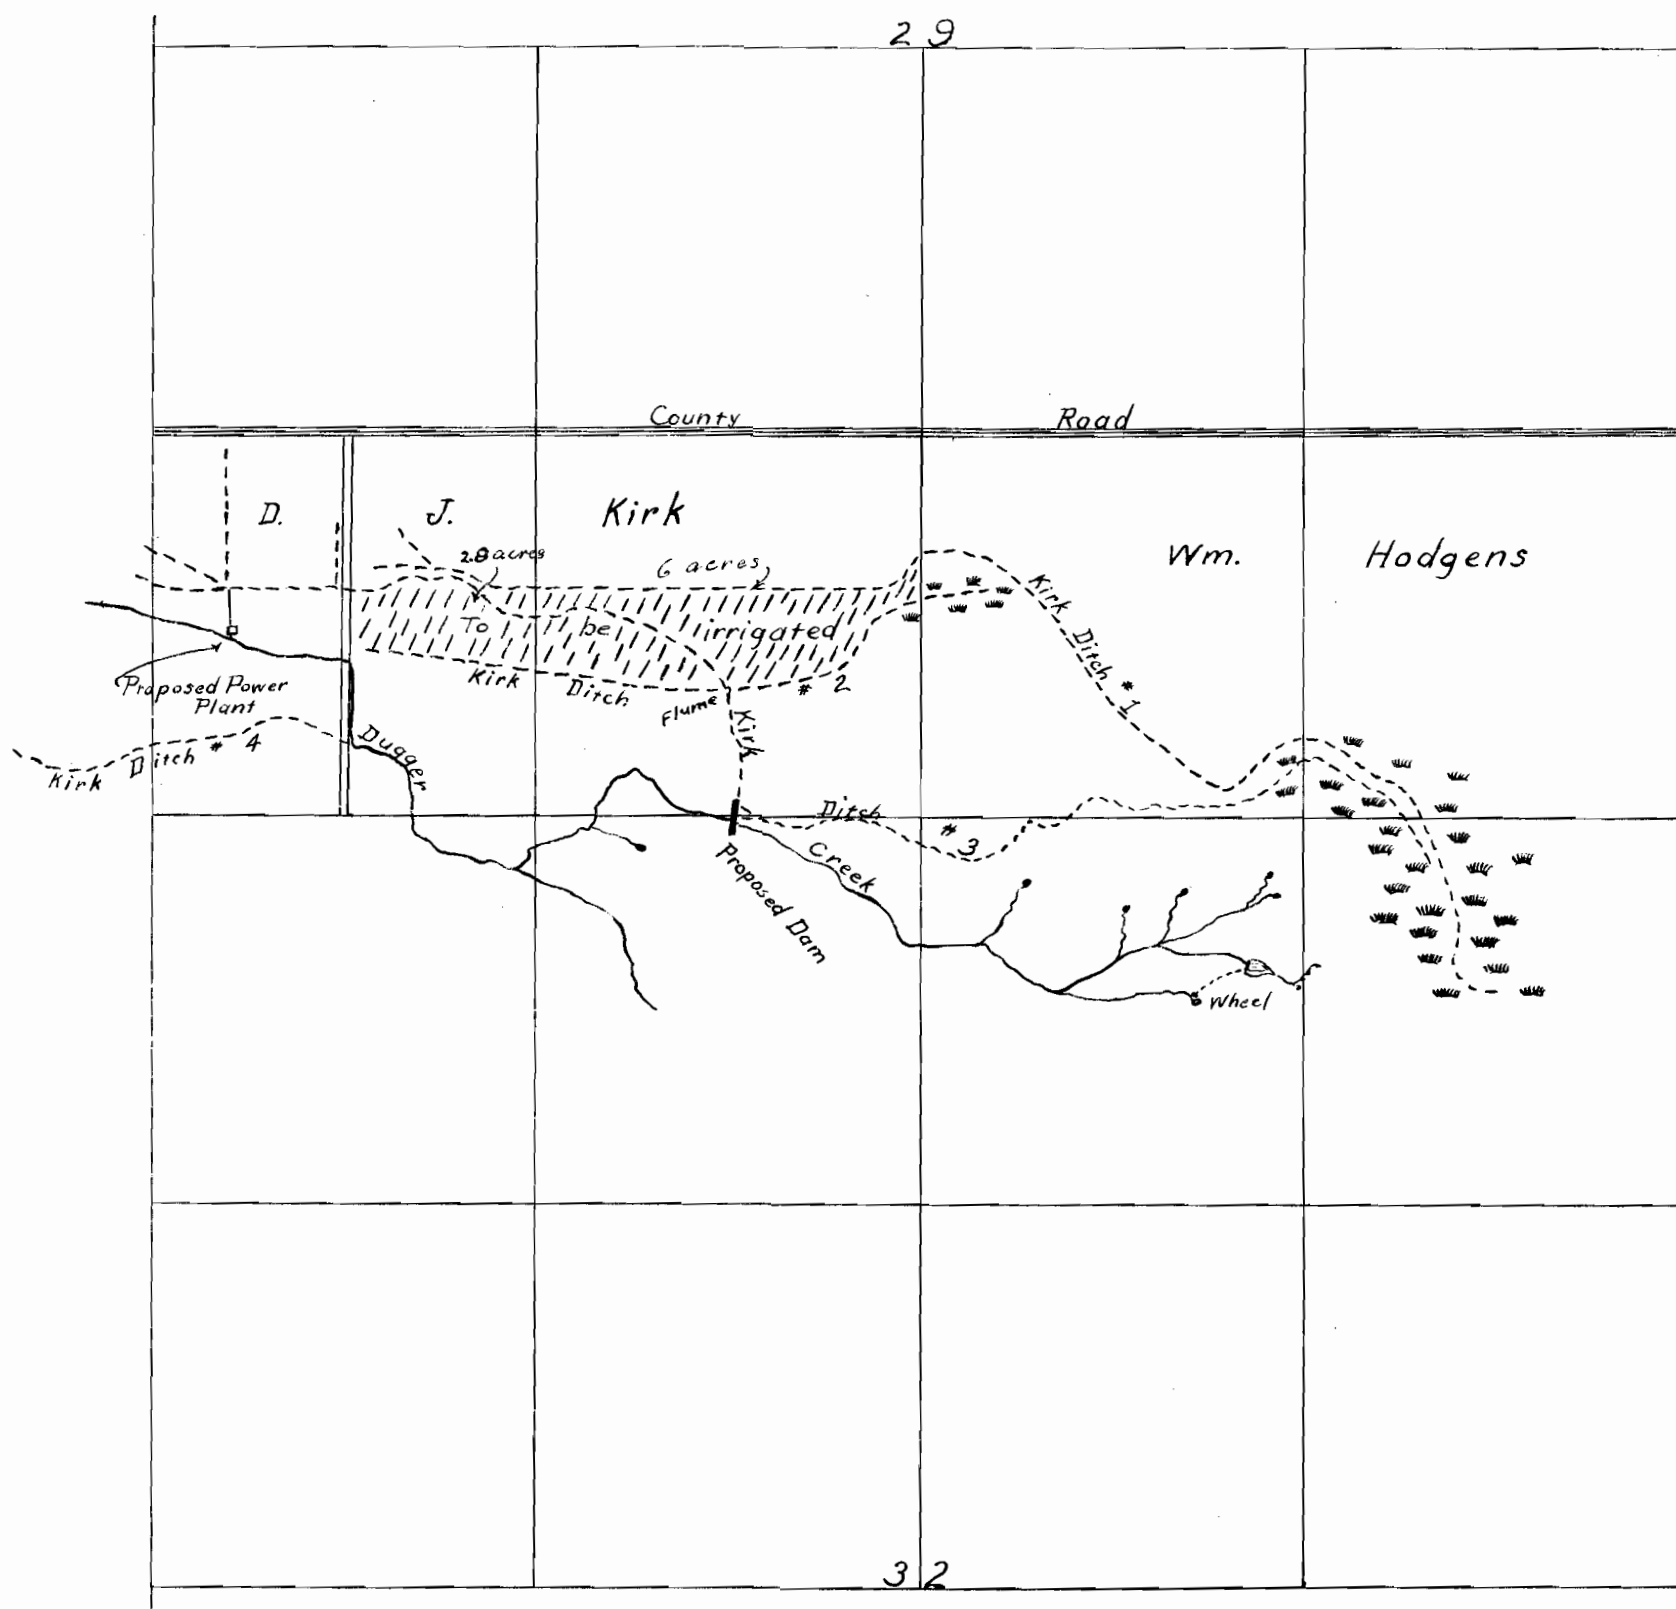 29
County Road
D. J. Kirk
2.8 acres
6 acres
Wm. Hodgens
To be irrigated
Kirk Ditch #1
Kirk Ditch #2
Flume
Proposed Power
Plant
Kirk Ditch #4
Dugger Creek
Kirk Ditch #3
Proposed Dam
Wheel
32